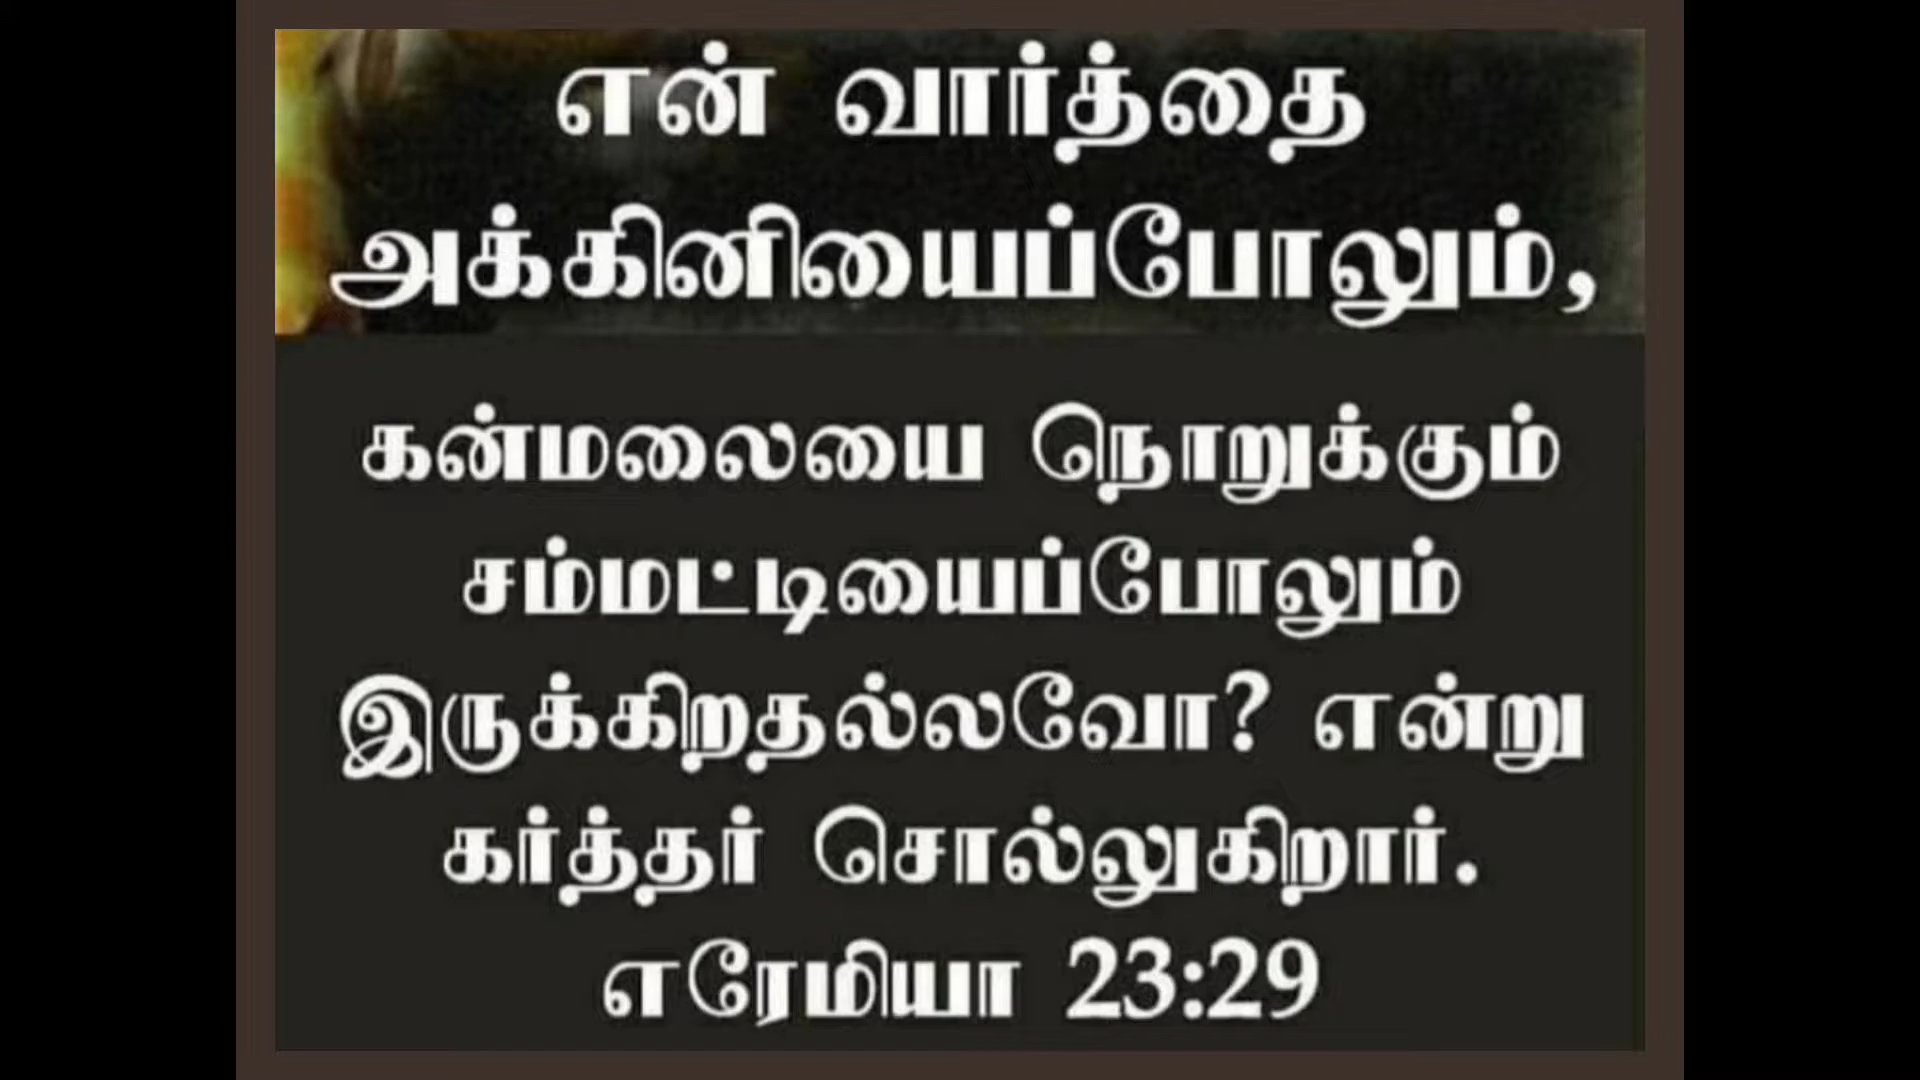 என் வார்த்தை
அக்கினியைப்போலும்,
கன்மலையை நொறுக்கும்
சம்மட்டியைப்போலும்
இருக்கிறதல்லவோ? என்று
கர்த்தர் சொல்லுகிறார்.
எரேமியா 23:29